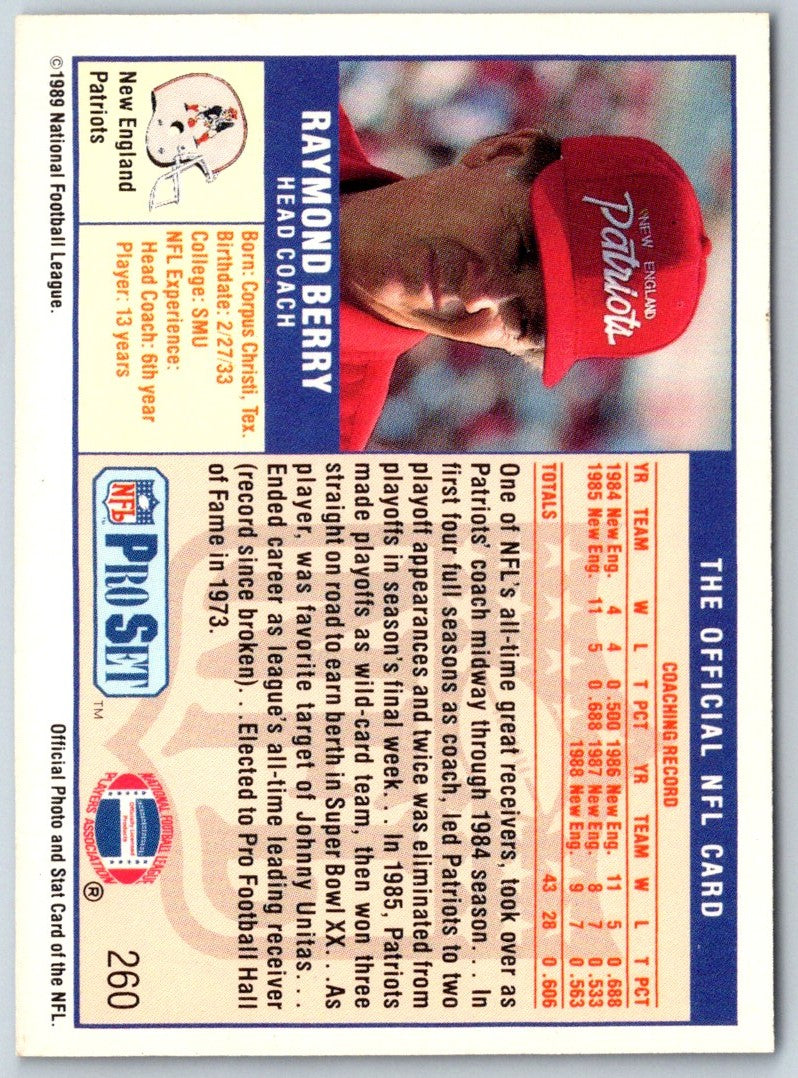 THE OFFICIAL NFL CARD
NEW ENGLAND
Patriots
RAYMOND BERRY
HEAD COACH
Born: Corpus Christi, Tex.
Birthdate: 2/27/33
College: SMU
NFL Experience:
Head Coach: 6th year
Player: 13 years
New England
Patriots
COACHING RECORD
YR TEAM W L T PCT YR TEAM W L T PCT
1984 New Eng. 4 4 0 .500 1986 New Eng. 11 5 0 .688
1985 New Eng. 11 5 0 .688 1987 New Eng. 8 7 0 .533
1988 New Eng. 9 7 0 .563
TOTALS 43 28 0 .606
One of NFL's all-time great receivers, took over as
Patriots' coach midway through 1984 season. . . In
first four full seasons as coach, led Patriots to two
playoff appearances and twice was eliminated from
playoffs in season's final week. . . In 1985, Patriots
made playoffs as wild-card team, then won three
straight on road to earn berth in Super Bowl XX. . . As
player, was favorite target of Johnny Unitas. . .
Ended career as league's all-time leading receiver
(record since broken). . .Elected to Pro Football Hall
of Fame in 1973.
NFL PRO SET TM
NATIONAL FOOTBALL LEAGUE
Officially Licensed
Product
PLAYERS ASSOCIATION ®
260
© 1989 National Football League.
Official Photo and Stat Card of the NFL.